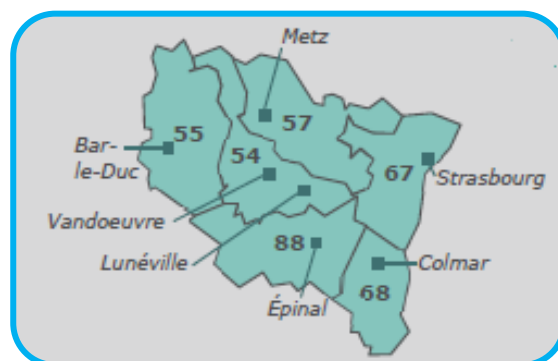 Metz
57
55
Bar-
le-Duc
54
67
Strasbourg
Vandoeuvre
88
Lunéville
Colmar
68
Épinal